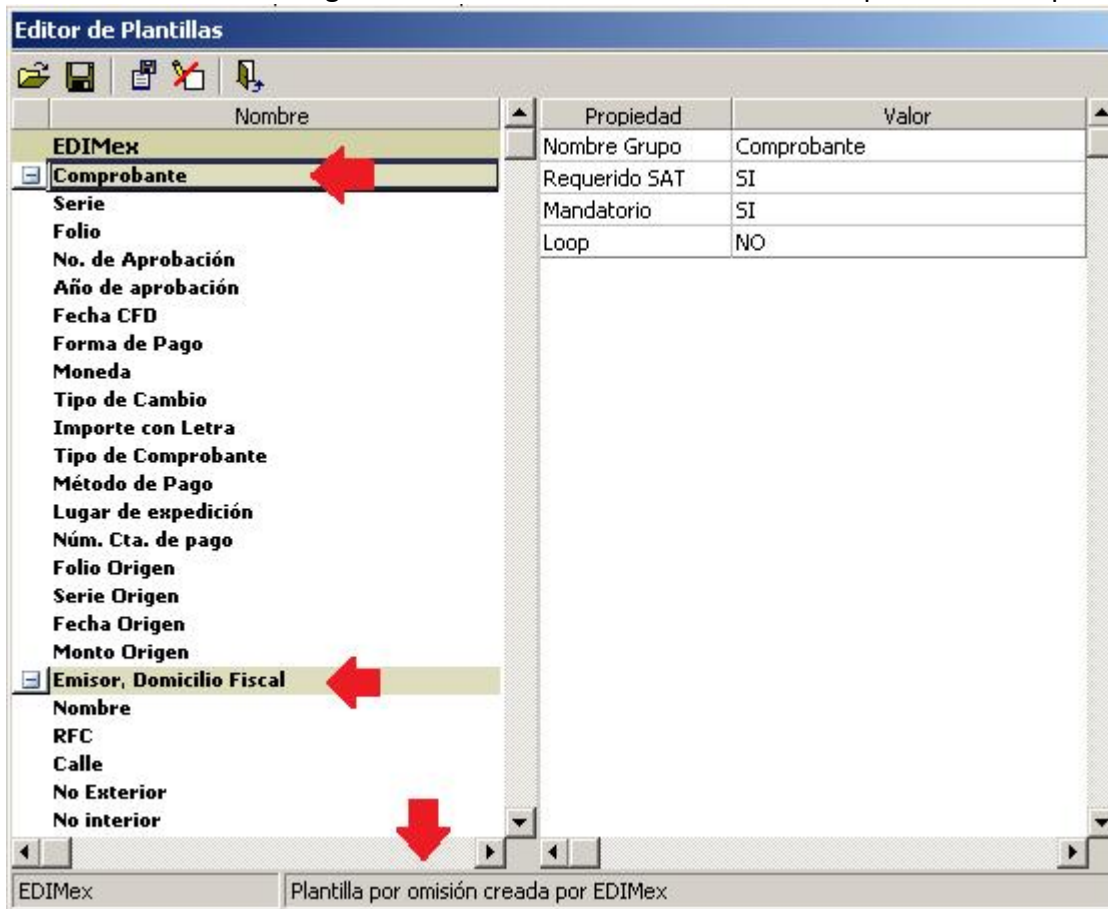 Editor de Plantillas
Nombre
EDIMex
Comprobante
Serie
Folio
No. de Aprobación
Año de aprobación
Fecha CFD
Forma de Pago
Moneda
Tipo de Cambio
Importe con Letra
Tipo de Comprobante
Método de Pago
Lugar de expedición
Núm. Cta. de pago
Folio Origen
Serie Origen
Fecha Origen
Monto Origen
Emisor, Domicilio Fiscal
Nombre
RFC
Calle
No Exterior
No interior
Propiedad Valor
Nombre Grupo Comprobante
Requerido SAT SI
Mandatorio SI
Loop NO
EDIMex Plantilla por omisión creada por EDIMex